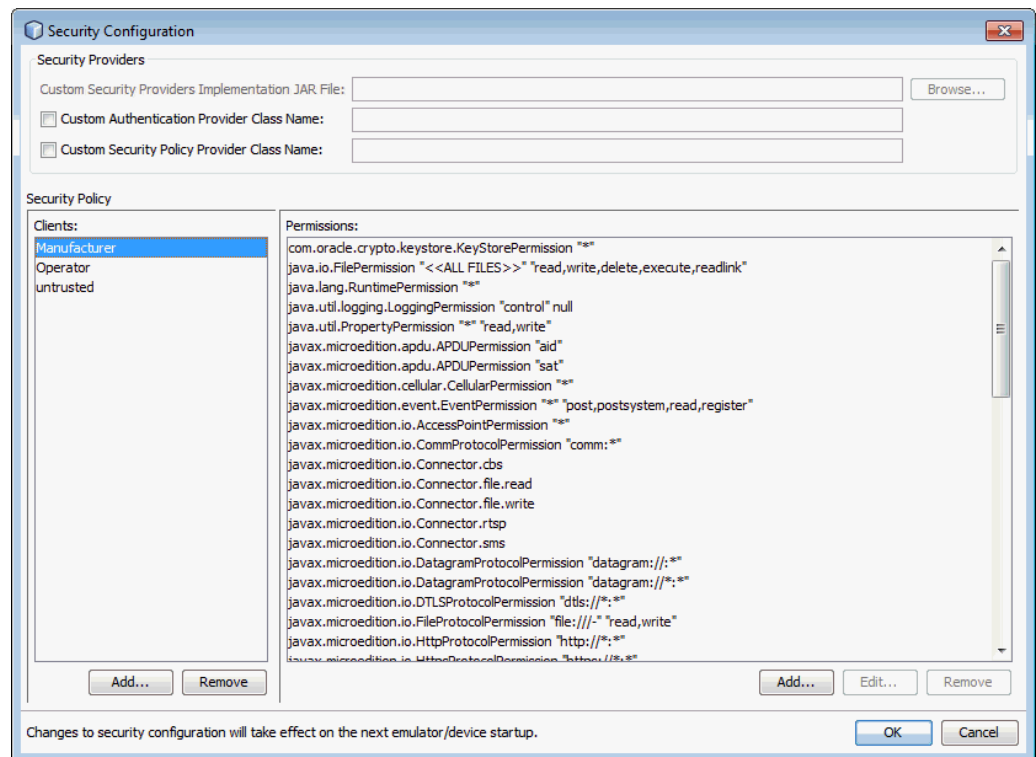 Security Configuration
Security Providers
Custom Security Providers Implementation JAR File:
Browse...
Custom Authentication Provider Class Name:
Custom Security Policy Provider Class Name:
Security Policy
Clients:
Manufacturer
Operator
untrusted
Add...
Remove
Permissions:
com.oracle.crypto.keystore.KeyStorePermission "*"
java.io.FilePermission "<<ALL FILES>>" "read,write,delete,execute,readlink"
java.lang.RuntimePermission "*"
java.util.logging.LoggingPermission "control" null
java.util.PropertyPermission "*" "read,write"
javax.microedition.apdu.APDUPermission "aid"
javax.microedition.apdu.APDUPermission "sat"
javax.microedition.cellular.CellularPermission "*"
javax.microedition.event.EventPermission "*" "post,postsystem,read,register"
javax.microedition.io.AccessPointPermission "*"
javax.microedition.io.CommProtocolPermission "comm:*"
javax.microedition.io.Connector.cbs
javax.microedition.io.Connector.file.read
javax.microedition.io.Connector.file.write
javax.microedition.io.Connector.rtsp
javax.microedition.io.Connector.sms
javax.microedition.io.DatagramProtocolPermission "datagram://:*"
javax.microedition.io.DatagramProtocolPermission "datagram://*:*"
javax.microedition.io.DTLSProtocolPermission "dtls://*:*"
javax.microedition.io.FileProtocolPermission "file:///-" "read,write"
javax.microedition.io.HttpProtocolPermission "http://*:*"
javax.microedition.io.HttpsProtocolPermission "https://*:*"
Add...
Edit...
Remove
Changes to security configuration will take effect on the next emulator/device startup.
OK
Cancel